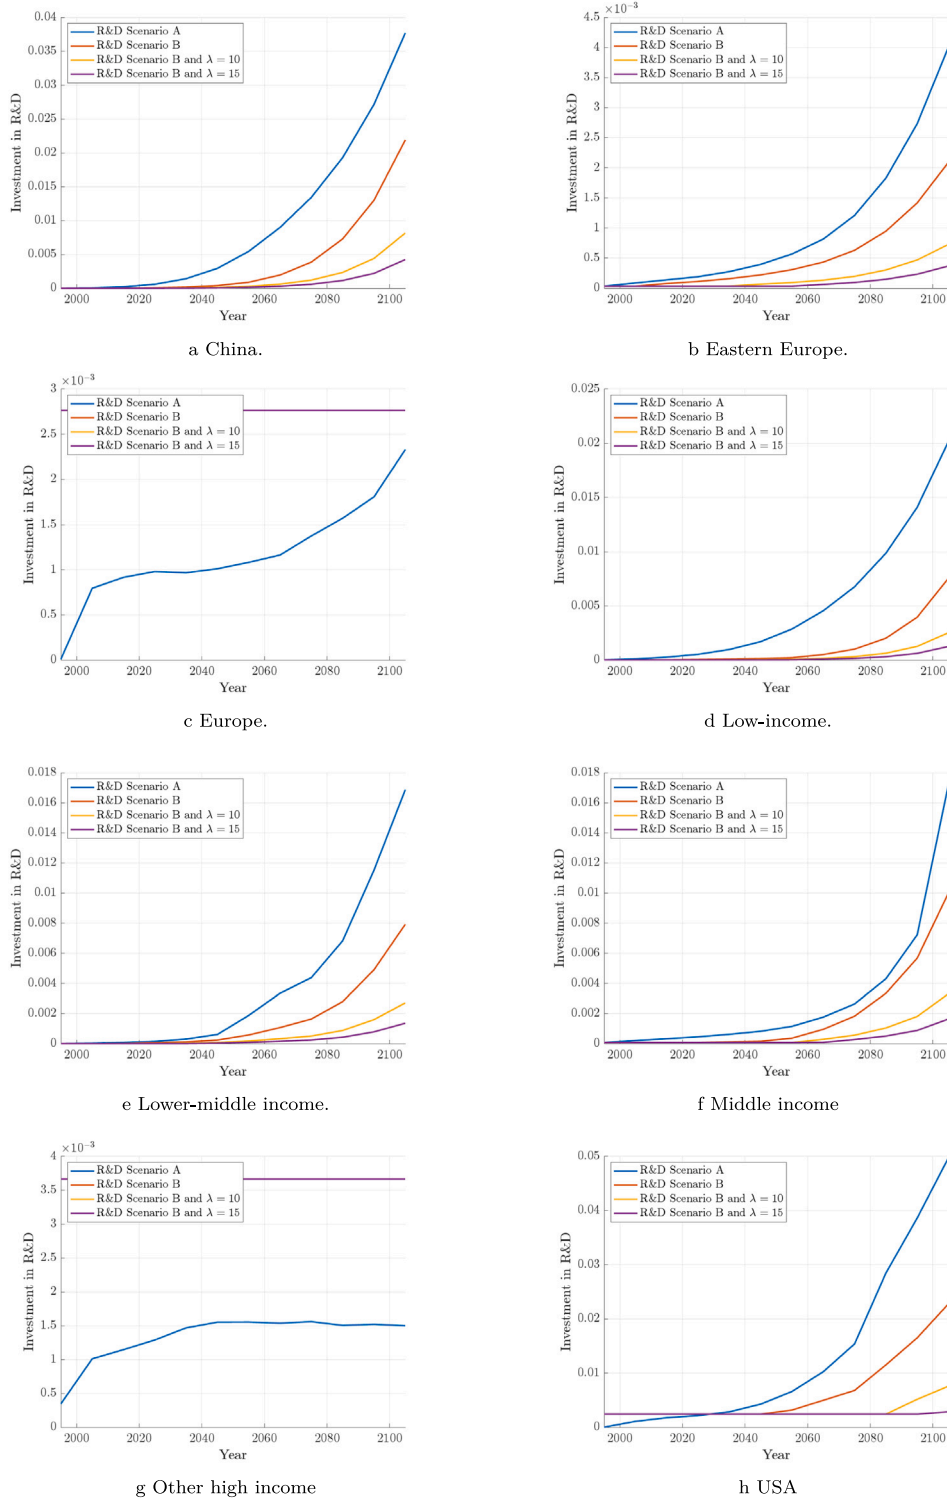 0.04
0.035
0.03
0.025
0.02
0.015
0.01
0.005
0
Investment in R&D
R&D Scenario A
R&D Scenario B
R&D Scenario B and λ = 10
R&D Scenario B and λ = 15
2000 2020 2040 2060 2080 2100
Year
a China.
×10⁻³
4.5
4
3.5
3
2.5
2
1.5
1
0.5
0
Investment in R&D
R&D Scenario A
R&D Scenario B
R&D Scenario B and λ = 10
R&D Scenario B and λ = 15
2000 2020 2040 2060 2080 2100
Year
b Eastern Europe.
×10⁻³
3
2.5
2
1.5
1
0.5
0
Investment in R&D
R&D Scenario A
R&D Scenario B
R&D Scenario B and λ = 10
R&D Scenario B and λ = 15
2000 2020 2040 2060 2080 2100
Year
c Europe.
0.025
0.02
0.015
0.01
0.005
0
Investment in R&D
R&D Scenario A
R&D Scenario B
R&D Scenario B and λ = 10
R&D Scenario B and λ = 15
2000 2020 2040 2060 2080 2100
Year
d Low-income.
0.018
0.016
0.014
0.012
0.01
0.008
0.006
0.004
0.002
0
Investment in R&D
R&D Scenario A
R&D Scenario B
R&D Scenario B and λ = 10
R&D Scenario B and λ = 15
2000 2020 2040 2060 2080 2100
Year
e Lower-middle income.
0.018
0.016
0.014
0.012
0.01
0.008
0.006
0.004
0.002
0
Investment in R&D
R&D Scenario A
R&D Scenario B
R&D Scenario B and λ = 10
R&D Scenario B and λ = 15
2000 2020 2040 2060 2080 2100
Year
f Middle income
×10⁻³
4
3.5
3
2.5
2
1.5
1
0.5
0
Investment in R&D
R&D Scenario A
R&D Scenario B
R&D Scenario B and λ = 10
R&D Scenario B and λ = 15
2000 2020 2040 2060 2080 2100
Year
g Other high income
0.05
0.04
0.03
0.02
0.01
0
Investment in R&D
R&D Scenario A
R&D Scenario B
R&D Scenario B and λ = 10
R&D Scenario B and λ = 15
2000 2020 2040 2060 2080 2100
Year
h USA